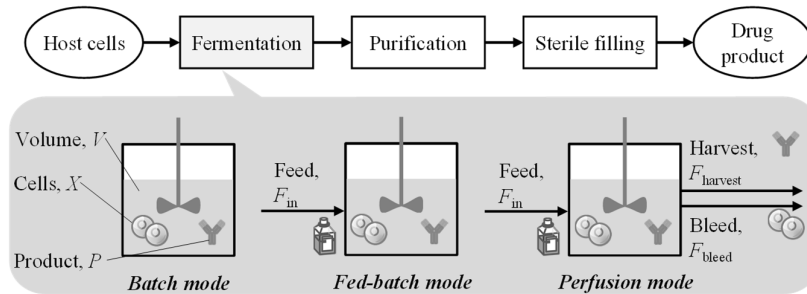 Host cells
Fermentation
Purification
Sterile filling
Drug
product
Volume, V
Cells, X
Product, P
Batch mode
Feed,
F_in
Fed-batch mode
Feed,
F_in
Perfusion mode
Harvest,
F_harvest
Bleed,
F_bleed